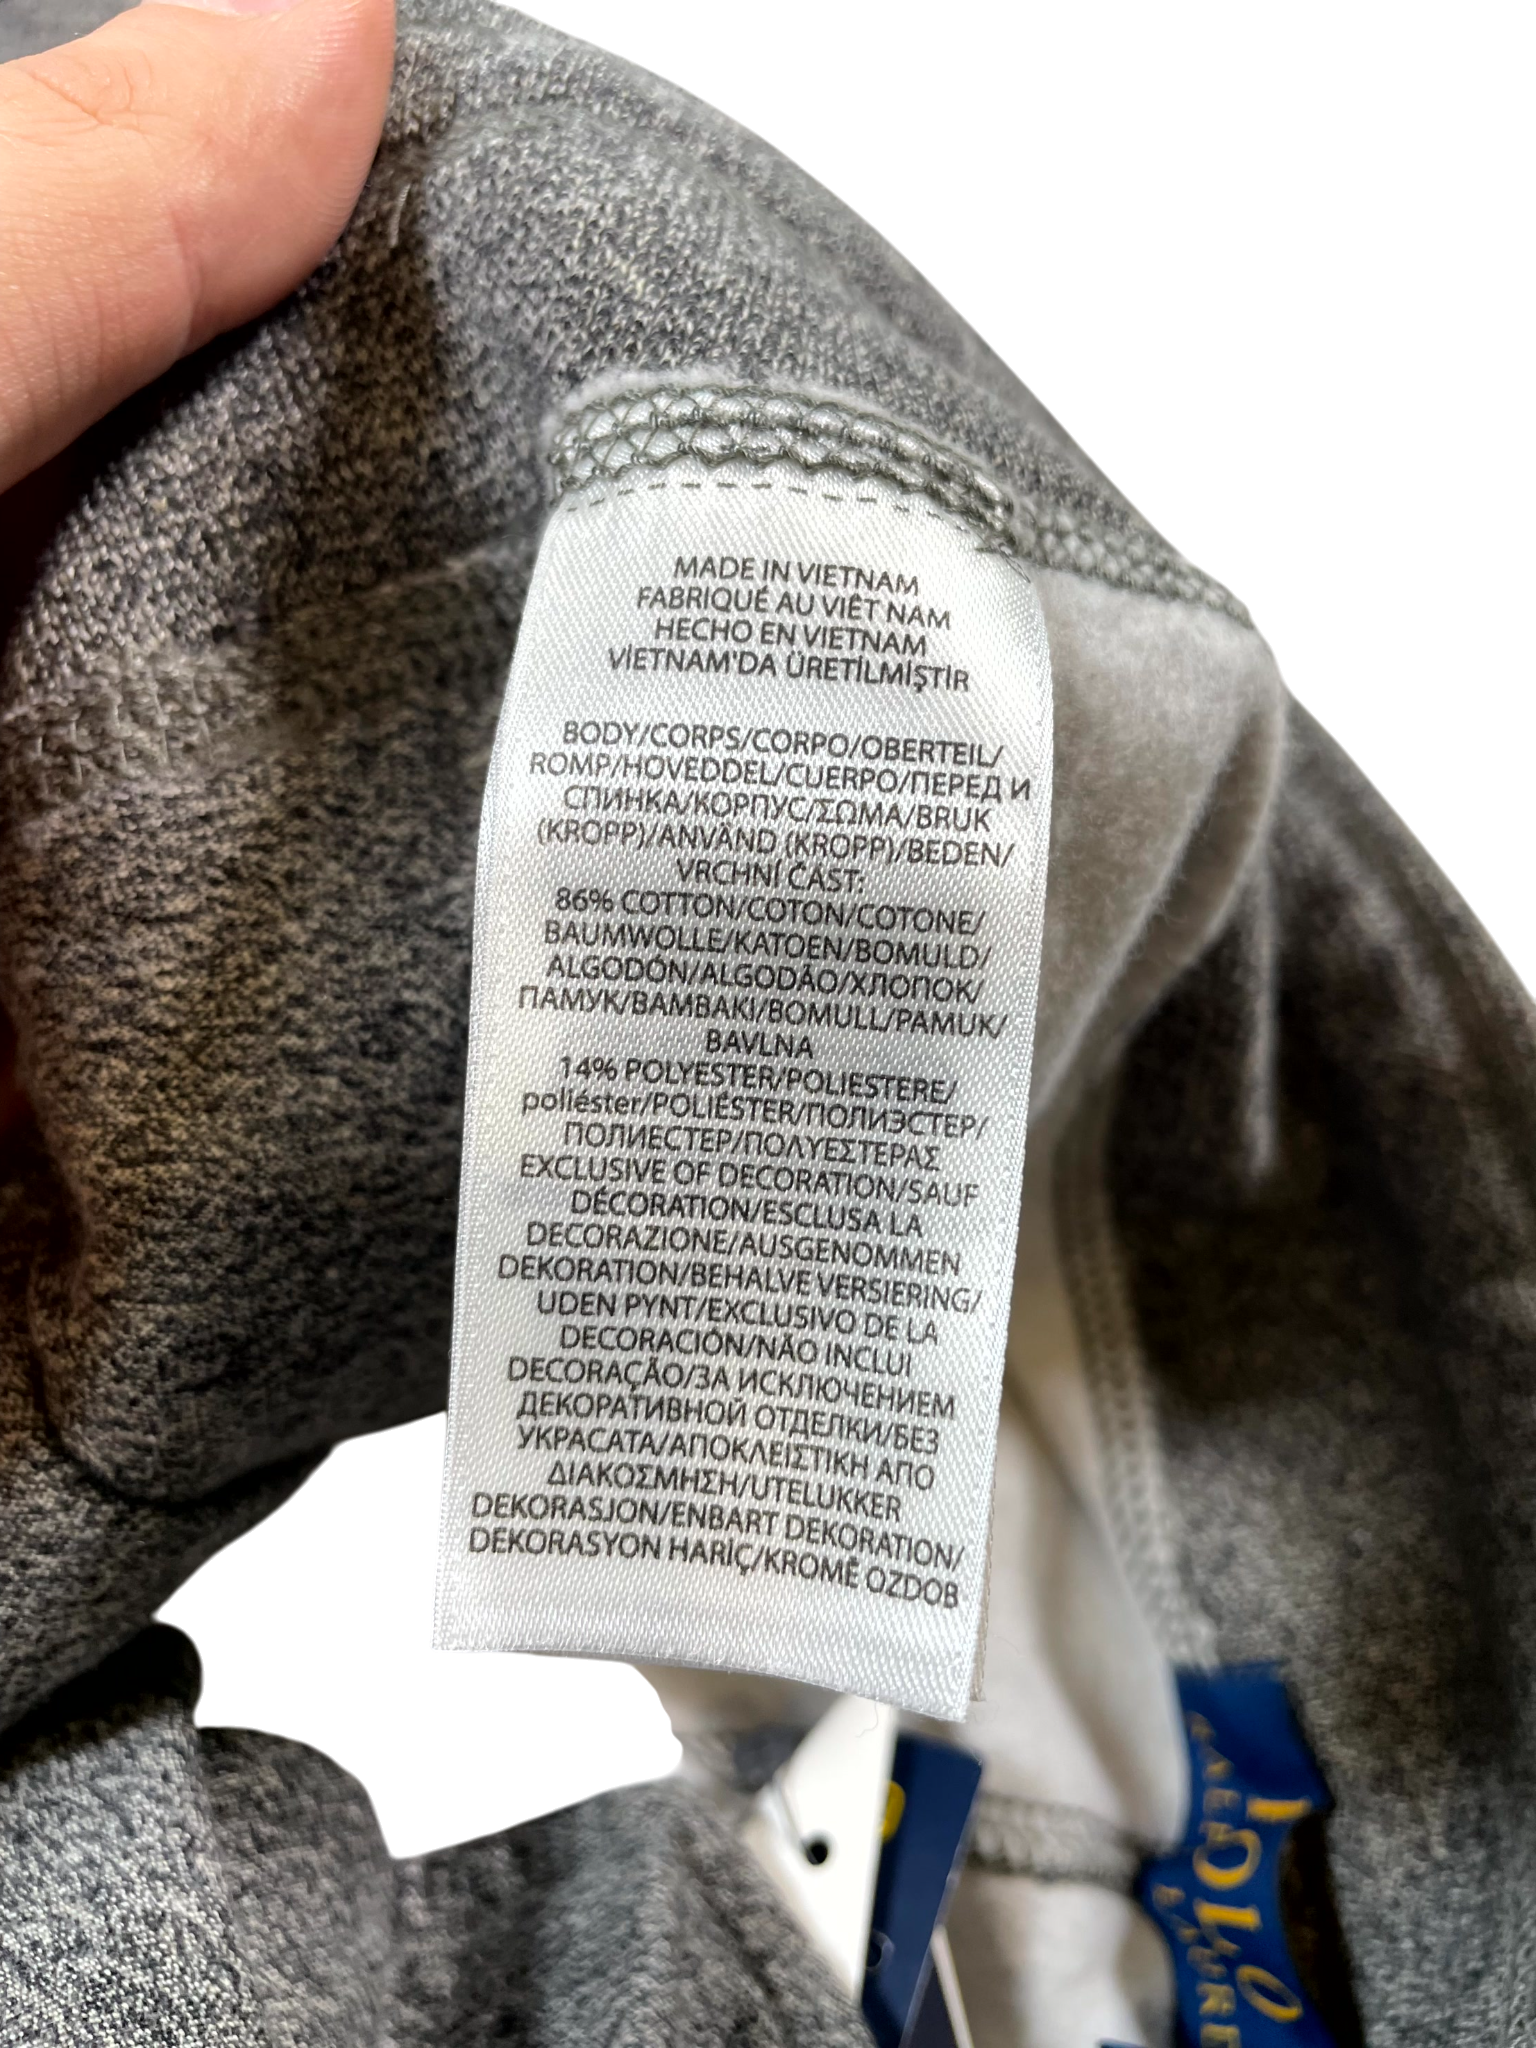 MADE IN VIETNAM
FABRIQUÉ AU VIÊT NAM
HECHO EN VIETNAM
VİETNAM'DA ÜRETİLMİŞTİR
BODY/CORPS/CORPO/OBERTEIL/
ROMP/HOVEDDEL/CUERPO/ПЕРЕД И
СПИНКА/КОРПУС/ΣΩΜΑ/BRUK
(KROPP)/ANVÄND (KROPP)/BEDEN/
VRCHNÍ ČAST:
86% COTTON/COTON/COTONE/
BAUMWOLLE/KATOEN/BOMULD/
ALGODÓN/ALGODÃO/ХЛОПОК/
ПАМУК/ΒΑΜΒΑΚΙ/BOMULL/PAMUK/
BAVLNA
14% POLYESTER/POLIESTERE/
poliéster/POLIÉSTER/ПОЛИЭСТЕР/
ПОЛИЕСТЕР/ΠΟΛΥΕΣΤΕΡΑΣ
EXCLUSIVE OF DECORATION/SAUF
DÉCORATION/ESCLUSA LA
DECORAZIONE/AUSGENOMMEN
DEKORATION/BEHALVE VERSIERING/
UDEN PYNT/EXCLUSIVO DE LA
DECORACIÓN/NÃO INCLUI
DECORAÇÃO/ЗА ИСКЛЮЧЕНИЕМ
ДЕКОРАТИВНОЙ ОТДЕЛКИ/БЕЗ
УКРАСАТА/ΑΠΟΚΛΕΙΣΤΙΚΗ ΑΠΟ
ΔΙΑΚΟΣΜΗΣΗ/UTELUKKER
DEKORASJON/ENBART DEKORATION/
DEKORASYON HARİÇ/KROMĚ OZDOB